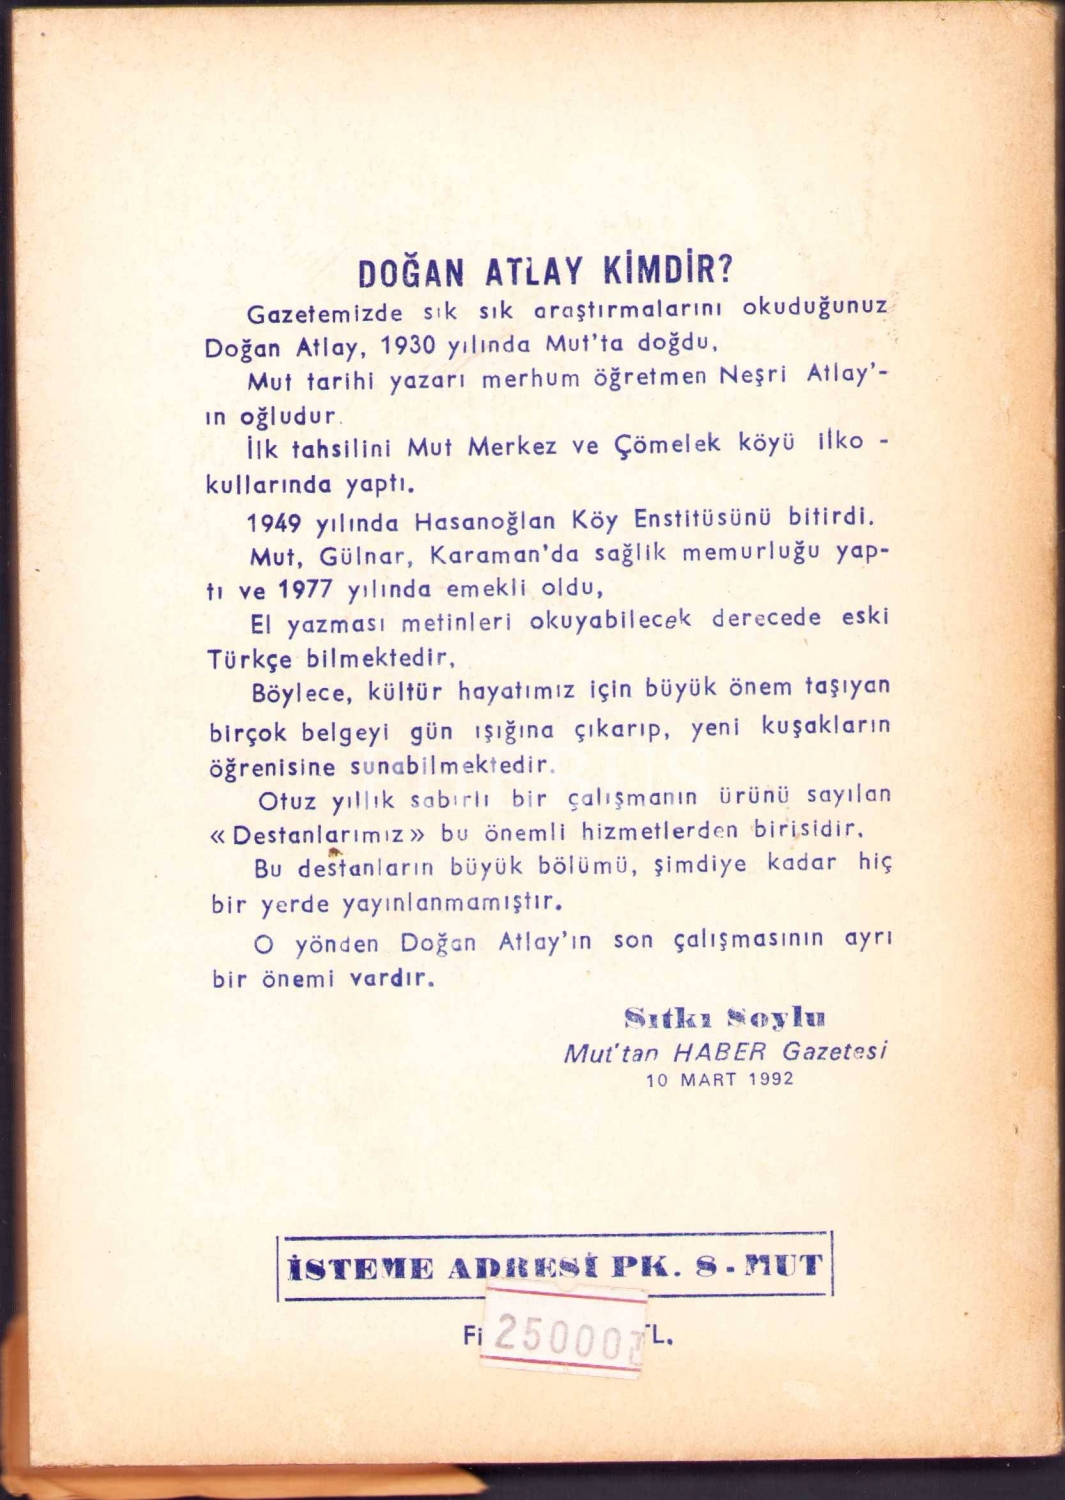 DOĞAN ATLAY KİMDİR?
Gazetemizde sık sık araştırmalarını okuduğunuz
Doğan Atlay, 1930 yılında Mut'ta doğdu,
Mut tarihi yazarı merhum öğretmen Neşri Atlay'-
ın oğludur.
İlk tahsilini Mut Merkez ve Çömelek köyü ilko -
kullarında yaptı.
1949 yılında Hasanoğlan Köy Enstitüsünü bitirdi.
Mut, Gülnar, Karaman'da sağlik memurluğu yap-
tı ve 1977 yılında emekli oldu,
El yazması metinleri okuyabilecek derecede eski
Türkçe bilmektedir,
Böylece, kültür hayatımız için büyük önem taşıyan
birçok belgeyi gün ışığına çıkarıp, yeni kuşakların
öğrenisine sunabilmektedir.
Otuz yıllık sabırlı bir çalışmanın ürünü sayılan
«Destanlarımız» bu önemli hizmetlerden birisidir.
Bu destanların büyük bölümü, şimdiye kadar hiç
bir yerde yayınlanmamıştır.
O yönden Doğan Atlay'ın son çalışmasının ayrı
bir önemi vardır.
Sıtkı Soylu
Mut'tan HABER Gazetesi
10 MART 1992
İSTEME ADRESİ PK. 8 - MUT
250000 TL.